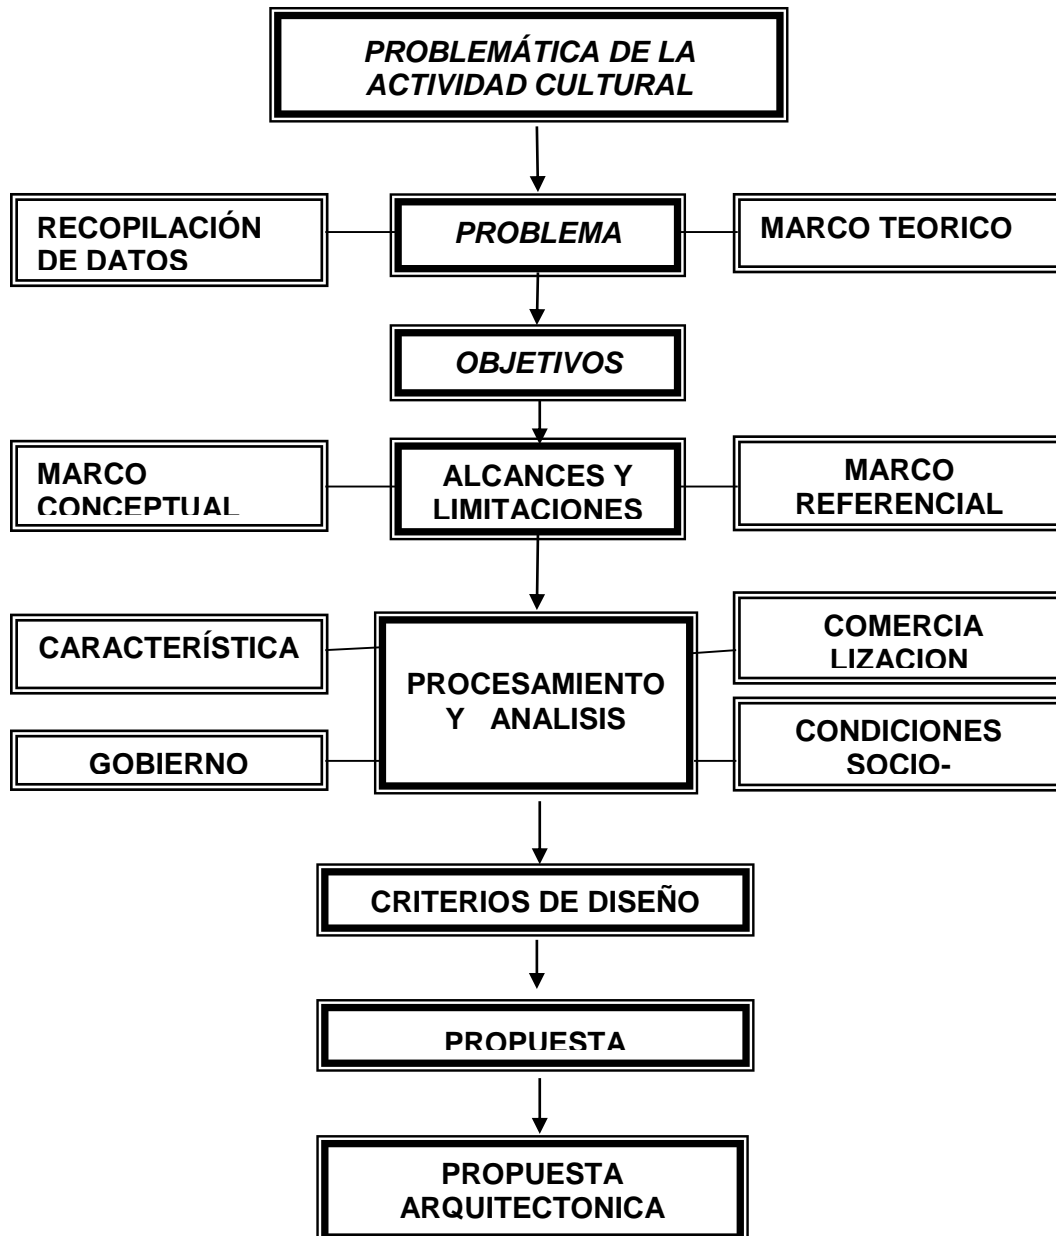 PROBLEMÁTICA DE LA
ACTIVIDAD CULTURAL
RECOPILACIÓN
DE DATOS
PROBLEMA
MARCO TEORICO
OBJETIVOS
MARCO
CONCEPTUAL
ALCANCES Y
LIMITACIONES
MARCO
REFERENCIAL
CARACTERÍSTICA
PROCESAMIENTO
Y ANALISIS
COMERCIA
LIZACION
GOBIERNO
CONDICIONES
SOCIO-
CRITERIOS DE DISEÑO
PROPUESTA
PROPUESTA
ARQUITECTONICA